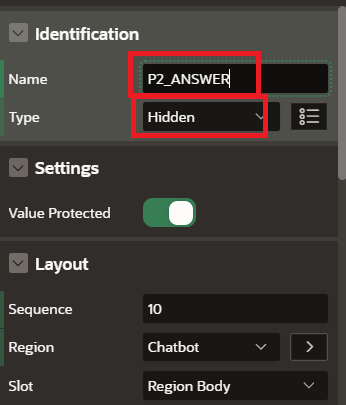 Identification
Name P2_ANSWER
Type Hidden
Settings
Value Protected
Layout
Sequence 10
Region Chatbot
Slot Region Body